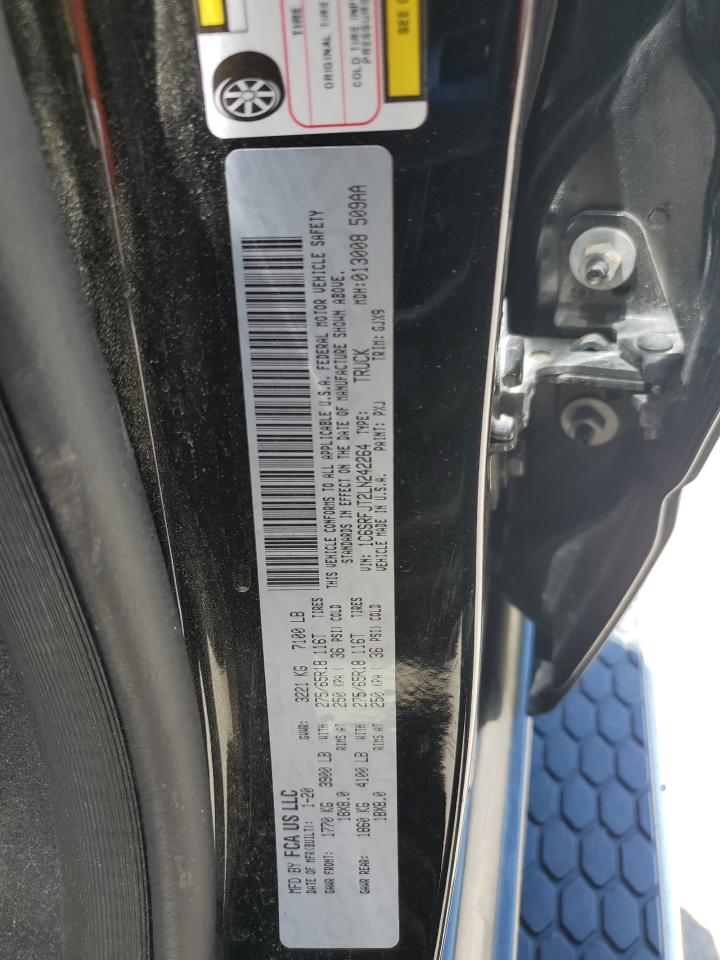 MFD BY FCA US LLC
DATE OF MFR(BUILT): 1-20 GVWR: 3221 KG 7100 LB
GAWR FRONT: 1770 KG 3900 LB WITH 275/65R18 116T TIRES
18X8.0 RIMS AT 250 KPA ( 36 PSI) COLD
GAWR REAR: 1860 KG 4100 LB WITH 275/65R18 116T TIRES
18X8.0 RIMS AT 250 KPA ( 36 PSI) COLD
THIS VEHICLE CONFORMS TO ALL APPLICABLE U.S.A. FEDERAL MOTOR VEHICLE SAFETY
STANDARDS IN EFFECT ON THE DATE OF MANUFACTURE SHOWN ABOVE.
VIN: 1C6SRFJT2LN242264 TYPE: TRUCK MDH:013008 509AA
VEHICLE MADE IN U.S.A. PAINT: PXJ TRIM: GJX9
TIRE
ORIGINAL TIRE
COLD TIRE
PRESSURE
SEE